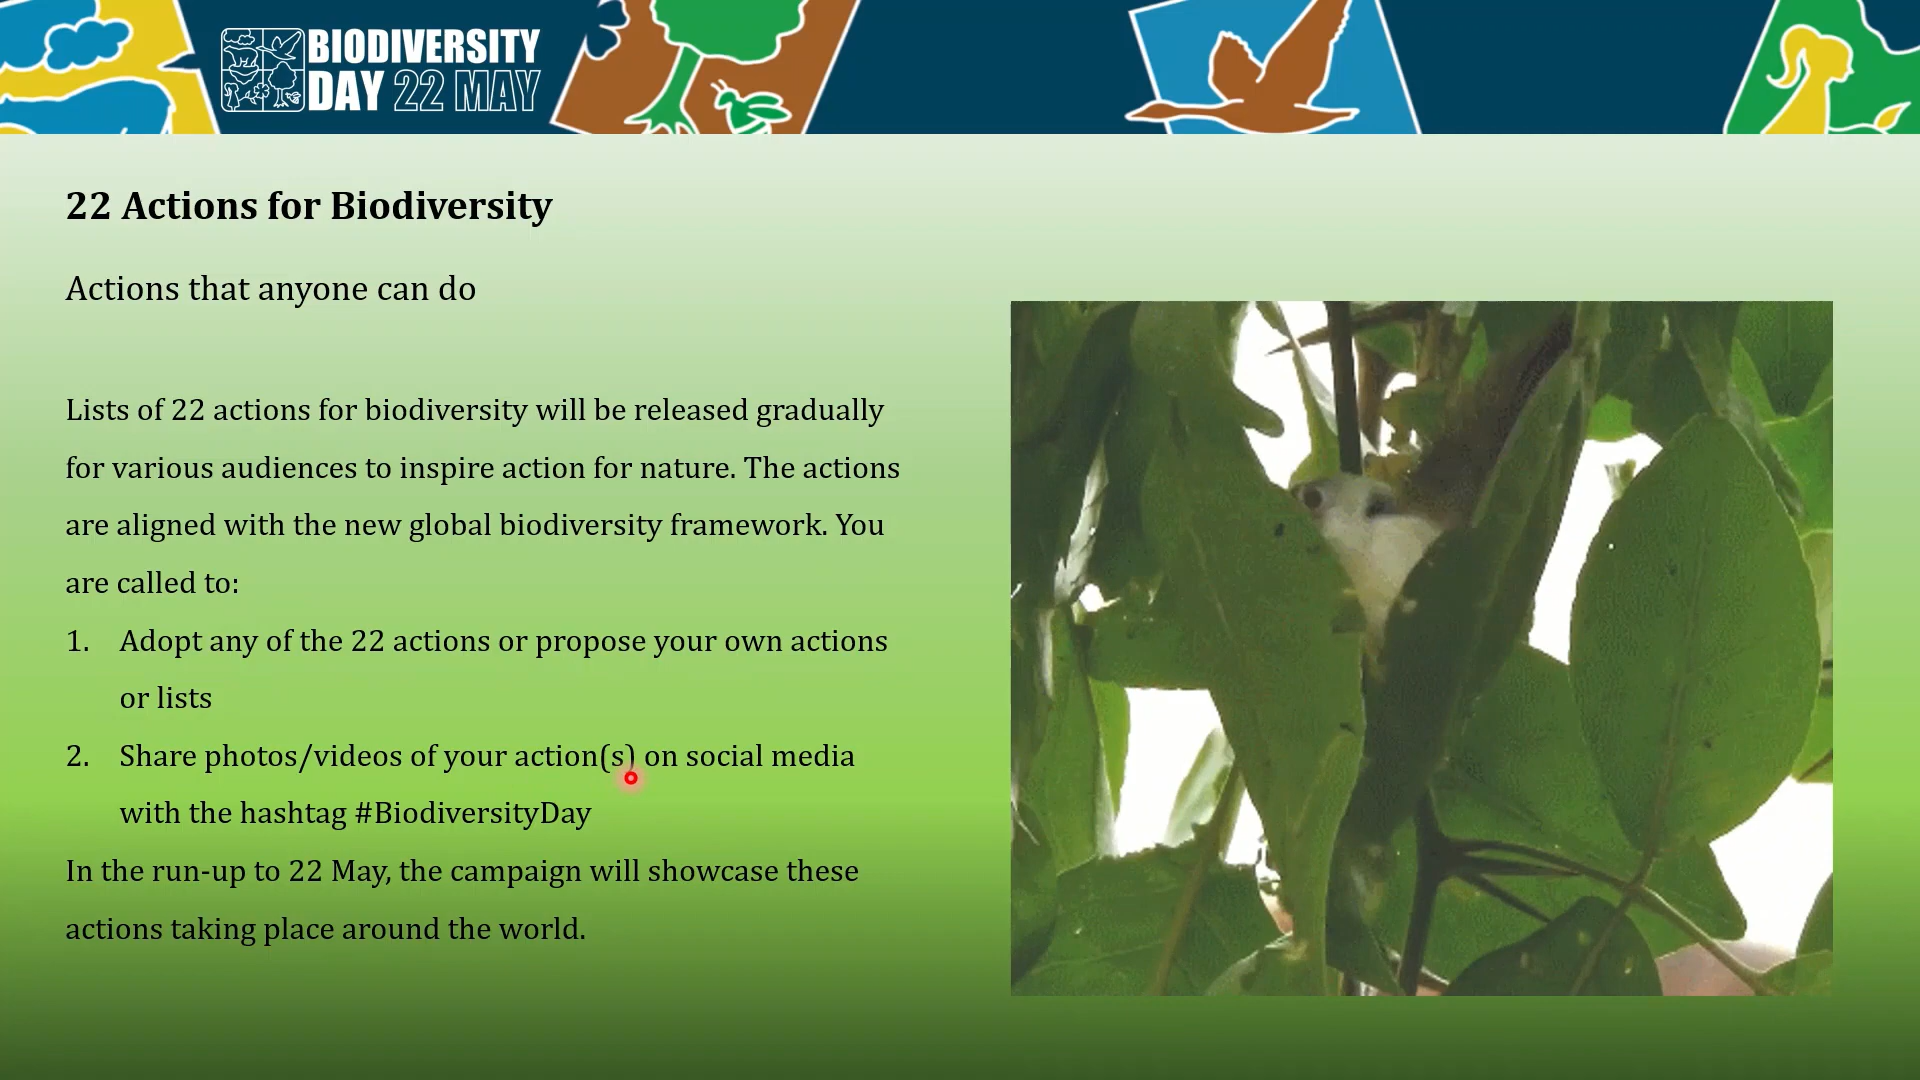 BIODIVERSITY
DAY 22 MAY
22 Actions for Biodiversity
Actions that anyone can do
Lists of 22 actions for biodiversity will be released gradually
for various audiences to inspire action for nature. The actions
are aligned with the new global biodiversity framework. You
are called to:
1. Adopt any of the 22 actions or propose your own actions
or lists
2. Share photos/videos of your action(s) on social media
with the hashtag #BiodiversityDay
In the run-up to 22 May, the campaign will showcase these
actions taking place around the world.